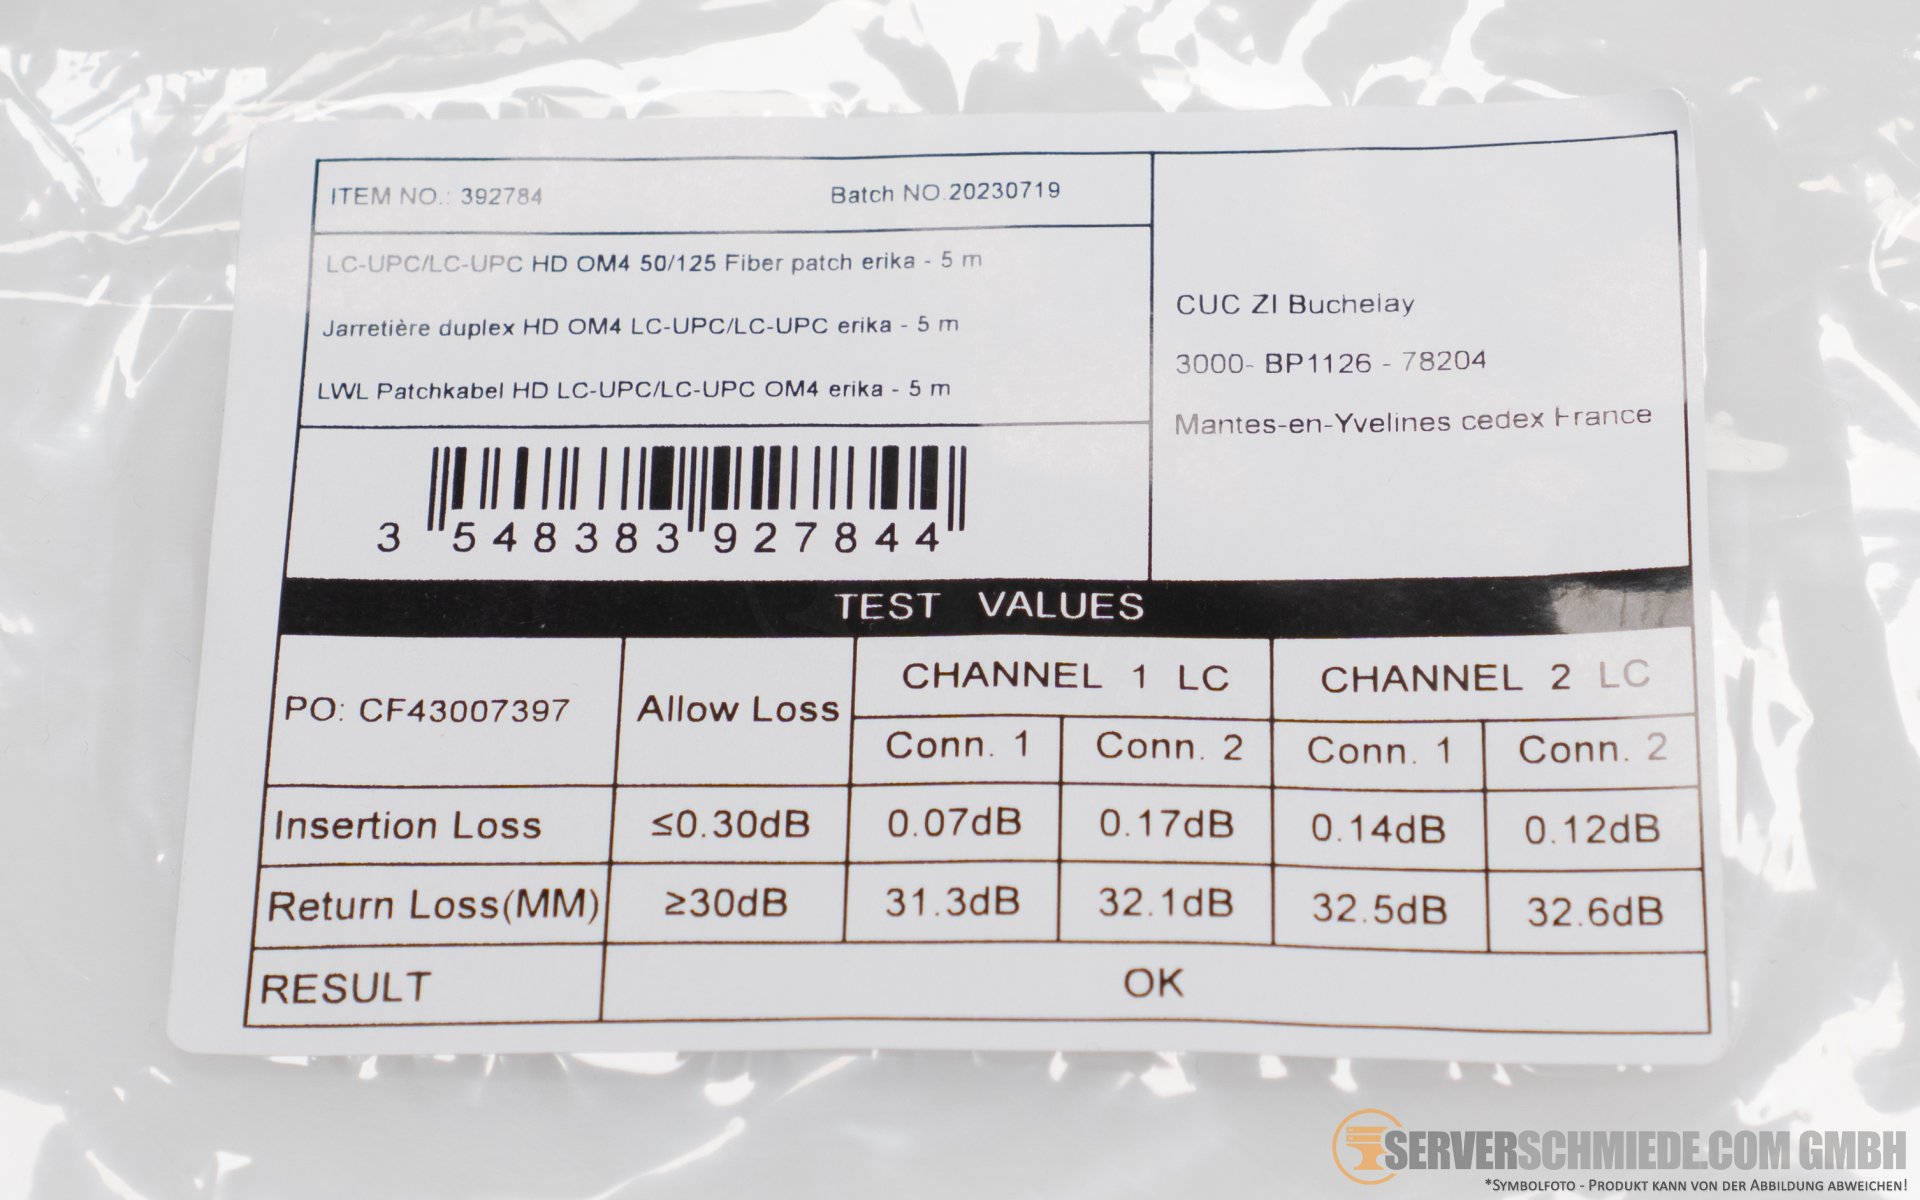 ITEM NO.: 392784 Batch NO.20230719
LC-UPC/LC-UPC HD OM4 50/125 Fiber patch erika - 5 m
Jarretière duplex HD OM4 LC-UPC/LC-UPC erika - 5 m
LWL Patchkabel HD LC-UPC/LC-UPC OM4 erika - 5 m
3 548383 927844
CUC ZI Buchelay
3000- BP1126 - 78204
Mantes-en-Yvelines cedex France
TEST VALUES
PO: CF43007397 Allow Loss CHANNEL 1 LC CHANNEL 2 LC
Conn. 1 Conn. 2 Conn. 1 Conn. 2
Insertion Loss ≤0.30dB 0.07dB 0.17dB 0.14dB 0.12dB
Return Loss(MM) ≥30dB 31.3dB 32.1dB 32.5dB 32.6dB
RESULT OK
SERVERSCHMIEDE.COM GMBH
*Symbolfoto - Produkt kann von der Abbildung abweichen!